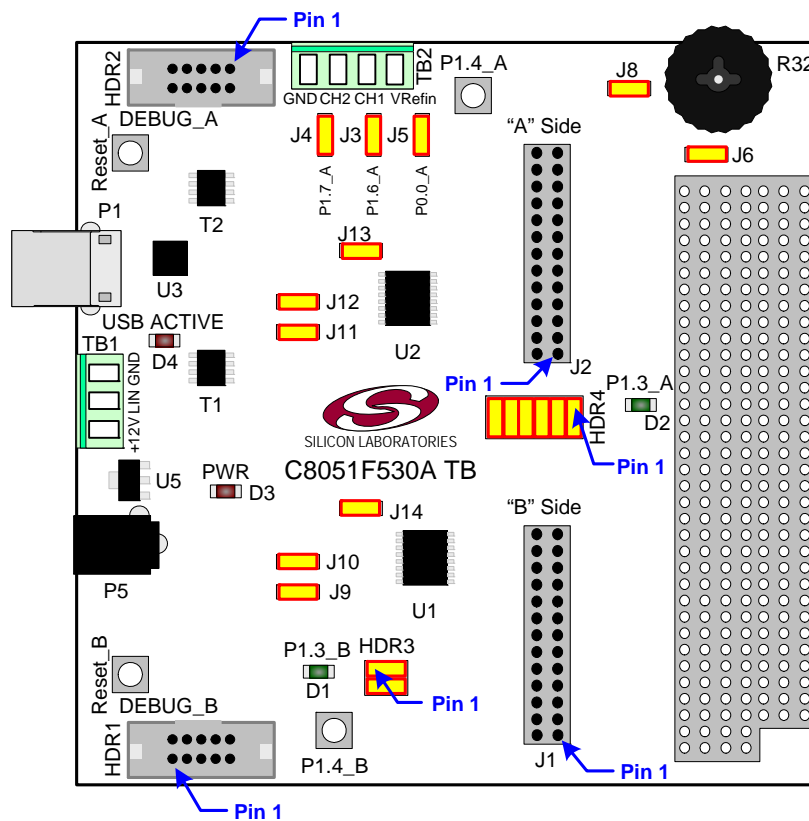 Pin 1
HDR2
DEBUG_A
TB2
GND CH2 CH1 VRefin
P1.4_A
J8
R32
J4
J3
J5
"A" Side
J6
Reset_A
P1.7_A
P1.6_A
P0.0_A
T2
P1
J13
U3
J12
J11
USB ACTIVE
D4
U2
TB1
+12V LIN GND
T1
Pin 1
J2
P1.3_A
D2
HDR4
SILICON LABORATORIES
Pin 1
C8051F530A TB
U5
PWR
D3
"B" Side
J14
P5
J10
J9
U1
Reset_B
P1.3_B
D1
HDR3
Pin 1
DEBUG_B
HDR1
P1.4_B
J1
Pin 1
Pin 1